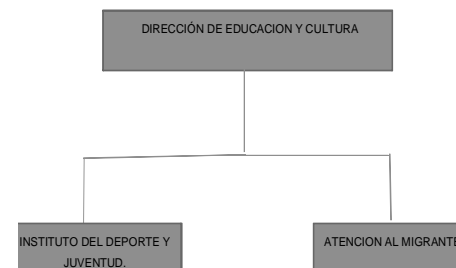 DIRECCIÓN DE EDUCACION Y CULTURA
INSTITUTO DEL DEPORTE Y
JUVENTUD.
ATENCION AL MIGRANTE